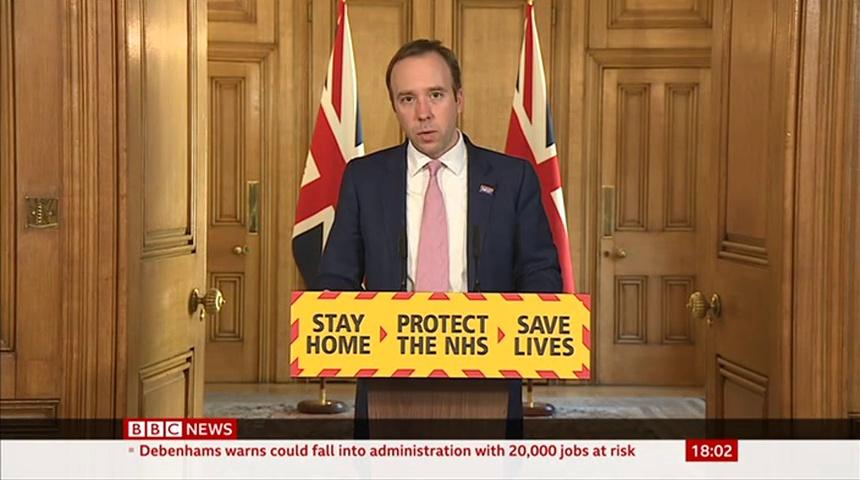 STAY PROTECT SAVE
HOME THE NHS LIVES
BBC NEWS
Debenhams warns could fall into administration with 20,000 jobs at risk
18:02